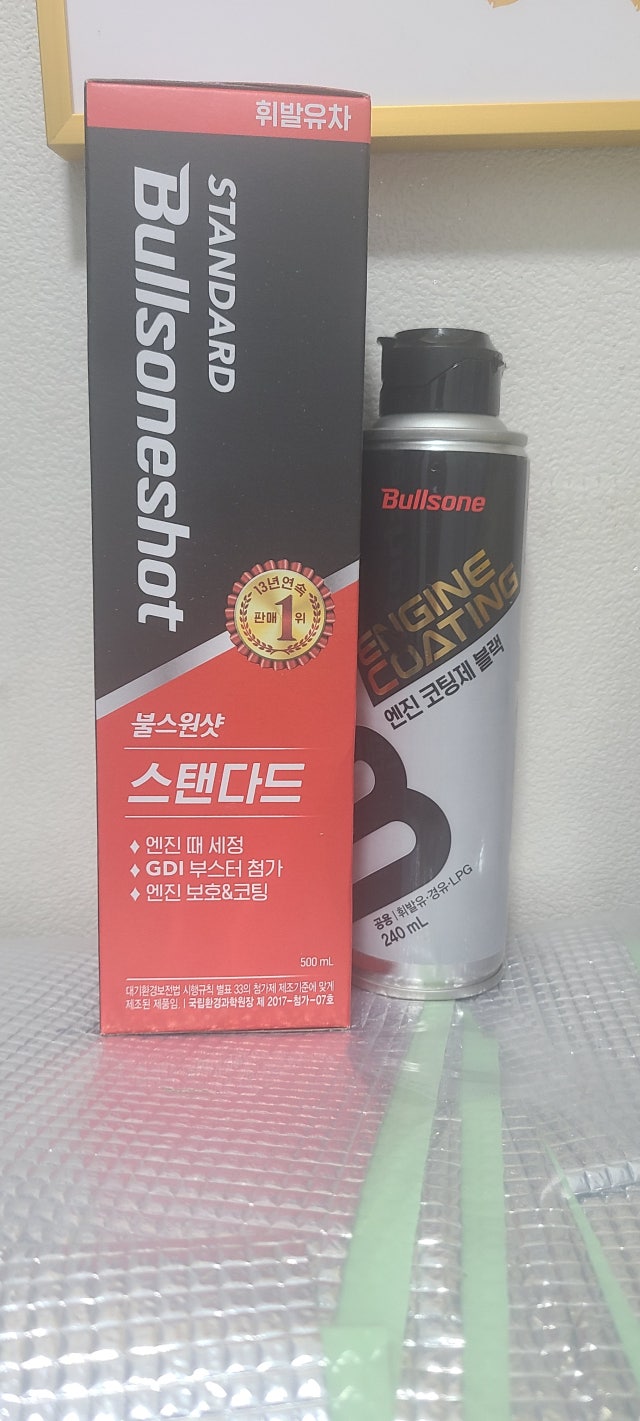 휘발유차
STANDARD
Bullsoneshot
13년연속
판매 1위
불스원샷
스탠다드
♦ 엔진 때 세정
♦ GDI 부스터 첨가
♦ 엔진 보호&코팅
500 mL
대기환경보전법 시행규칙 별표 33의 첨가제 제조기준에 맞게
제조된 제품임. | 국립환경과학원장 제 2017-첨가-07호
Bullsone
ENGINE
COATING
엔진 코팅제 블랙
B
공용 | 휘발유·경유·LPG
240 mL